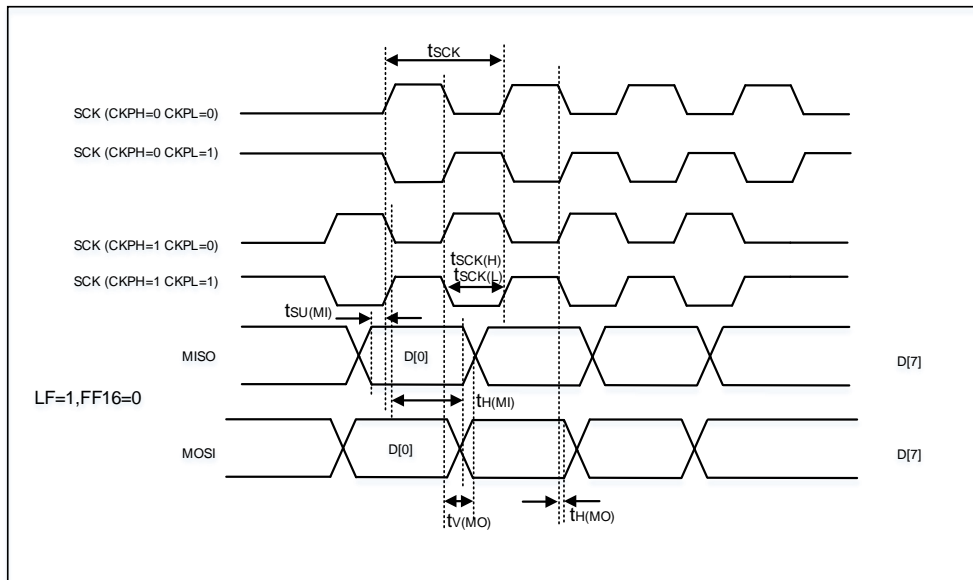 tSCK
SCK (CKPH=0 CKPL=0)
SCK (CKPH=0 CKPL=1)
SCK (CKPH=1 CKPL=0)
tSCK(H)
tSCK(L)
SCK (CKPH=1 CKPL=1)
tSU(MI)
MISO
D[0]
D[7]
LF=1,FF16=0
tH(MI)
MOSI
D[0]
D[7]
tV(MO)
tH(MO)